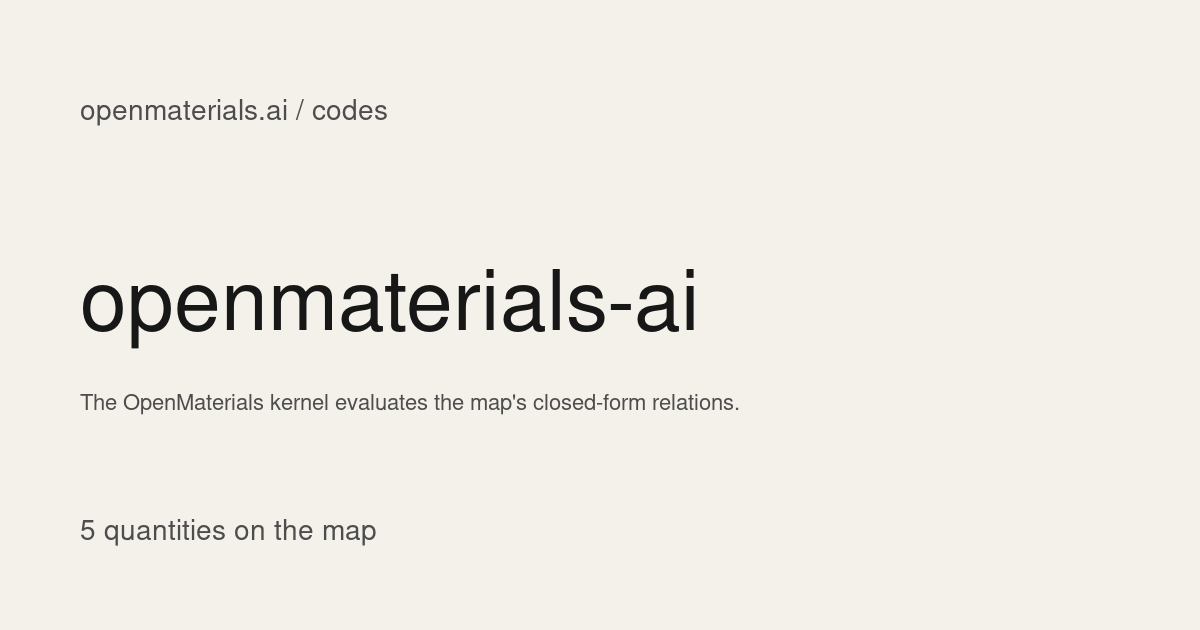 openmaterials.ai / codes
openmaterials-ai
The OpenMaterials kernel evaluates the map's closed-form relations.
5 quantities on the map